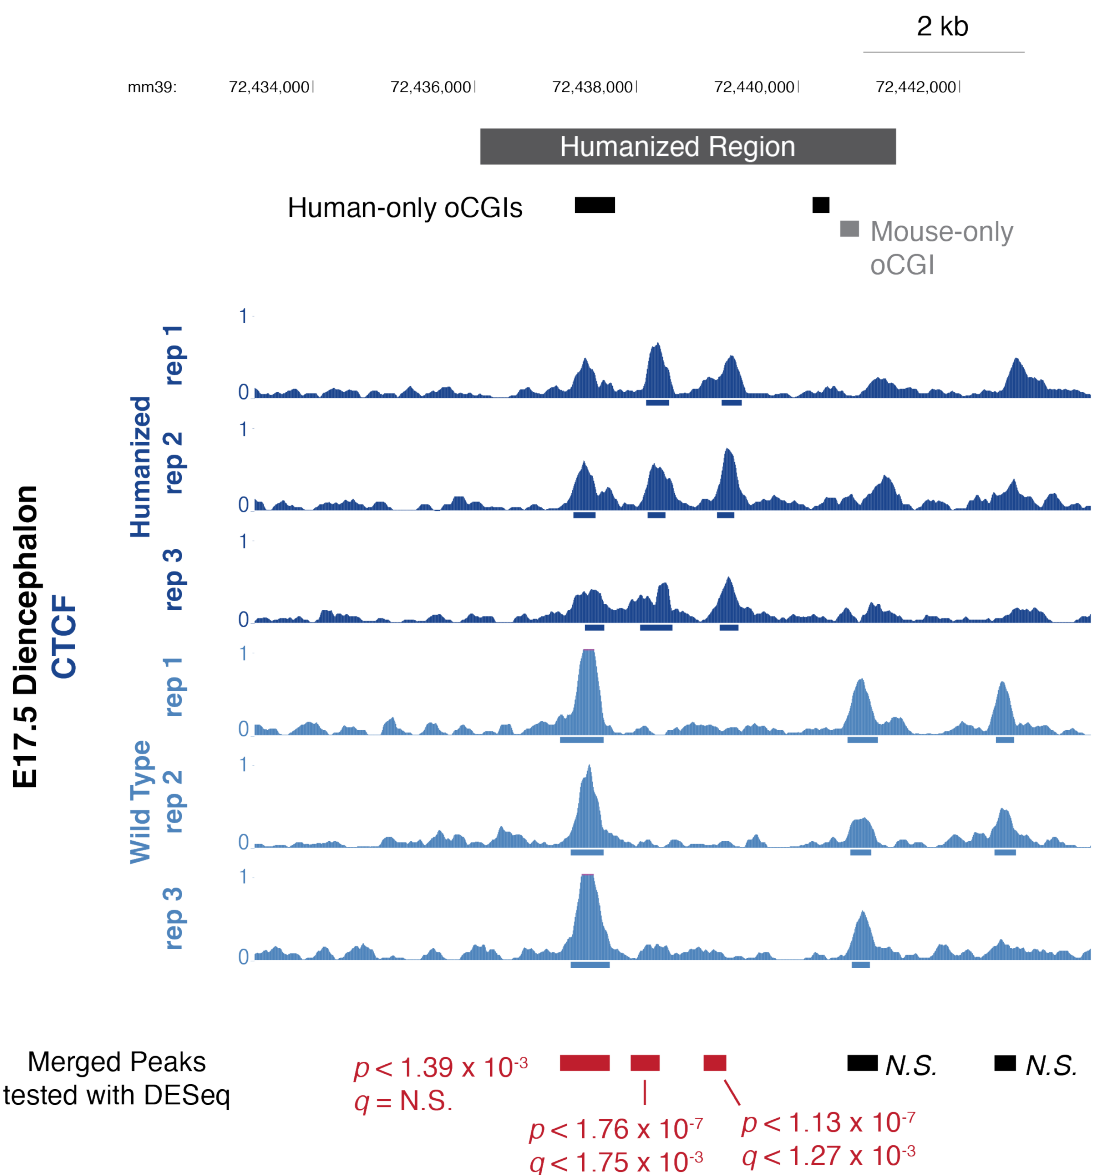 2 kb
mm39: 72,434,000| 72,436,000| 72,438,000| 72,440,000| 72,442,000|
Humanized Region
Human-only oCGIs
Mouse-only
oCGI
E17.5 Diencephalon
CTCF
Humanized
rep 1
1
0
rep 2
1
0
rep 3
1
0
Wild Type
rep 1
1
0
rep 2
1
0
rep 3
1
0
Merged Peaks
tested with DESeq
p < 1.39 x 10-3
q = N.S.
p < 1.76 x 10-7
q < 1.75 x 10-3
p < 1.13 x 10-7
q < 1.27 x 10-3
N.S.
N.S.